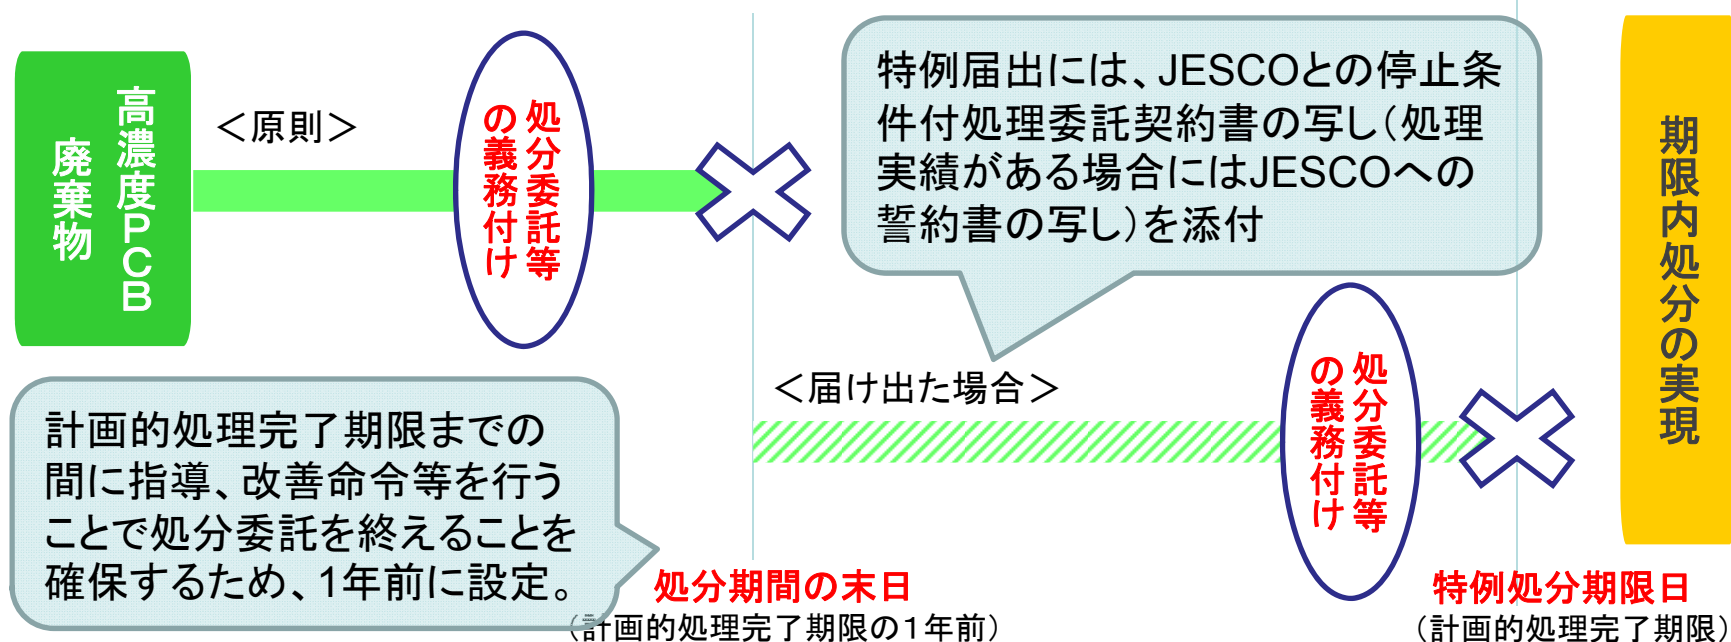 高濃度PCB
廃棄物
＜原則＞
処分委託等
の義務付け
特例届出には、JESCOとの停止条
件付処理委託契約書の写し（処理
実績がある場合にはJESCOへの
誓約書の写し）を添付
期限内処分の実現
＜届け出た場合＞
処分委託等
の義務付け
計画的処理完了期限までの
間に指導、改善命令等を行う
ことで処分委託を終えることを
確保するため、1年前に設定。
処分期間の末日
（計画的処理完了期限の１年前）
特例処分期限日
（計画的処理完了期限）